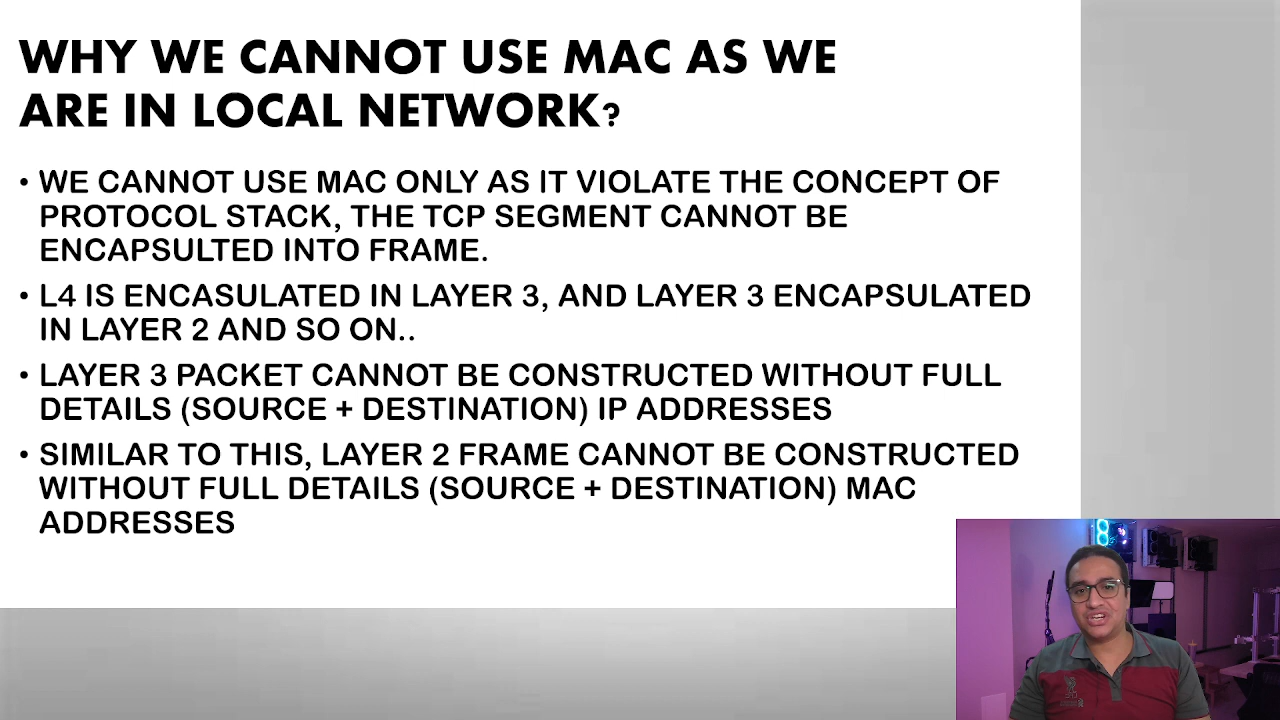 WHY WE CANNOT USE MAC AS WE
ARE IN LOCAL NETWORK?
• WE CANNOT USE MAC ONLY AS IT VIOLATE THE CONCEPT OF
PROTOCOL STACK, THE TCP SEGMENT CANNOT BE
ENCAPSULTED INTO FRAME.
• L4 IS ENCASULATED IN LAYER 3, AND LAYER 3 ENCAPSULATED
IN LAYER 2 AND SO ON..
• LAYER 3 PACKET CANNOT BE CONSTRUCTED WITHOUT FULL
DETAILS (SOURCE + DESTINATION) IP ADDRESSES
• SIMILAR TO THIS, LAYER 2 FRAME CANNOT BE CONSTRUCTED
WITHOUT FULL DETAILS (SOURCE + DESTINATION) MAC
ADDRESSES